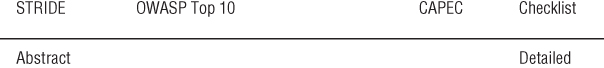 STRIDE OWASP Top 10 CAPEC Checklist
Abstract Detailed